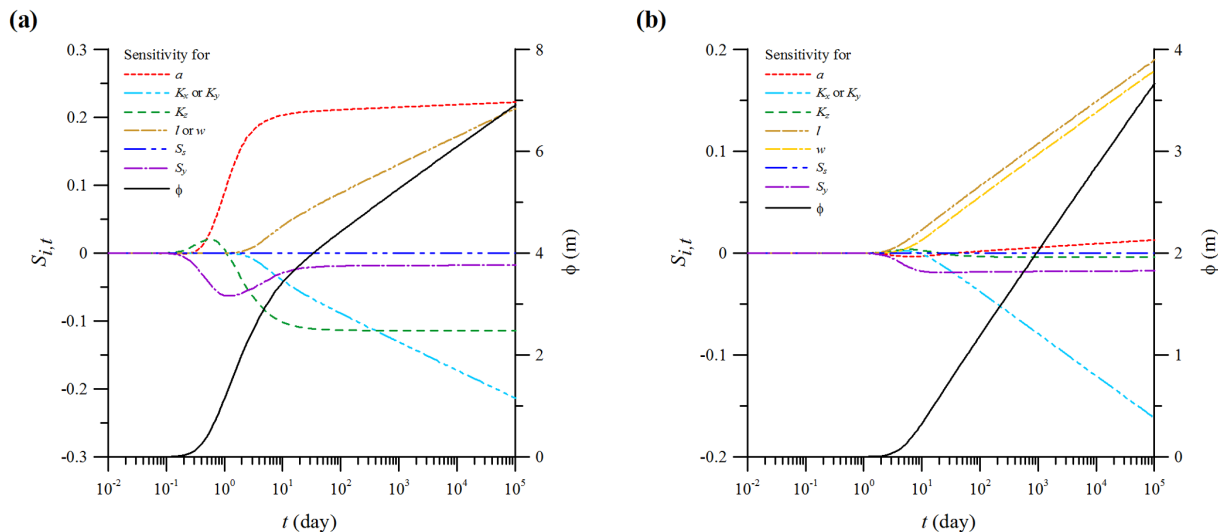 (a)
Sensitivity for
a
Kx or Ky
Kz
l or w
Ss
Sy
ϕ
0.3
0.2
0.1
0
-0.1
-0.2
-0.3
Si,t
8
6
4
2
0
ϕ (m)
10-2 10-1 100 101 102 103 104 105
t (day)
(b)
Sensitivity for
a
Kx or Ky
Kz
l
w
Ss
Sy
ϕ
0.2
0.1
0
-0.1
-0.2
Si,t
4
3
2
1
0
ϕ (m)
10-2 10-1 100 101 102 103 104 105
t (day)